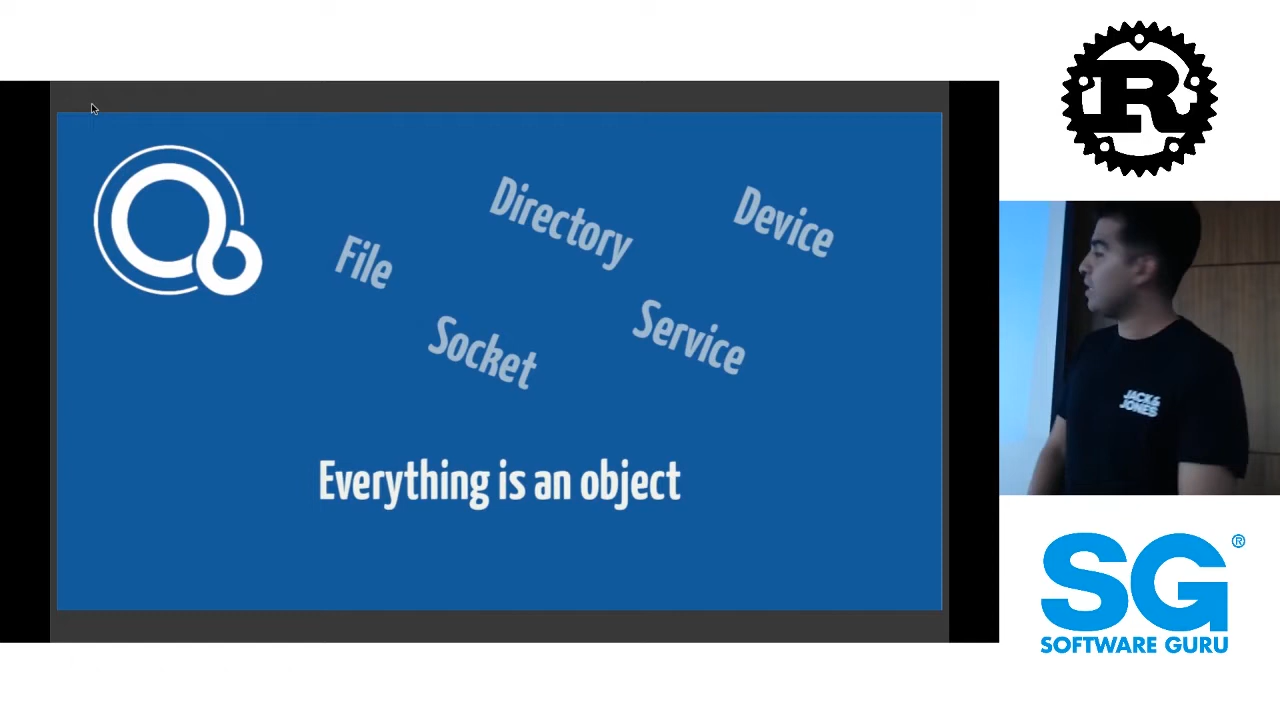 R
Directory
Device
File
Service
Socket
Everything is an object
JACK&
JONES
SG®
SOFTWARE GURU